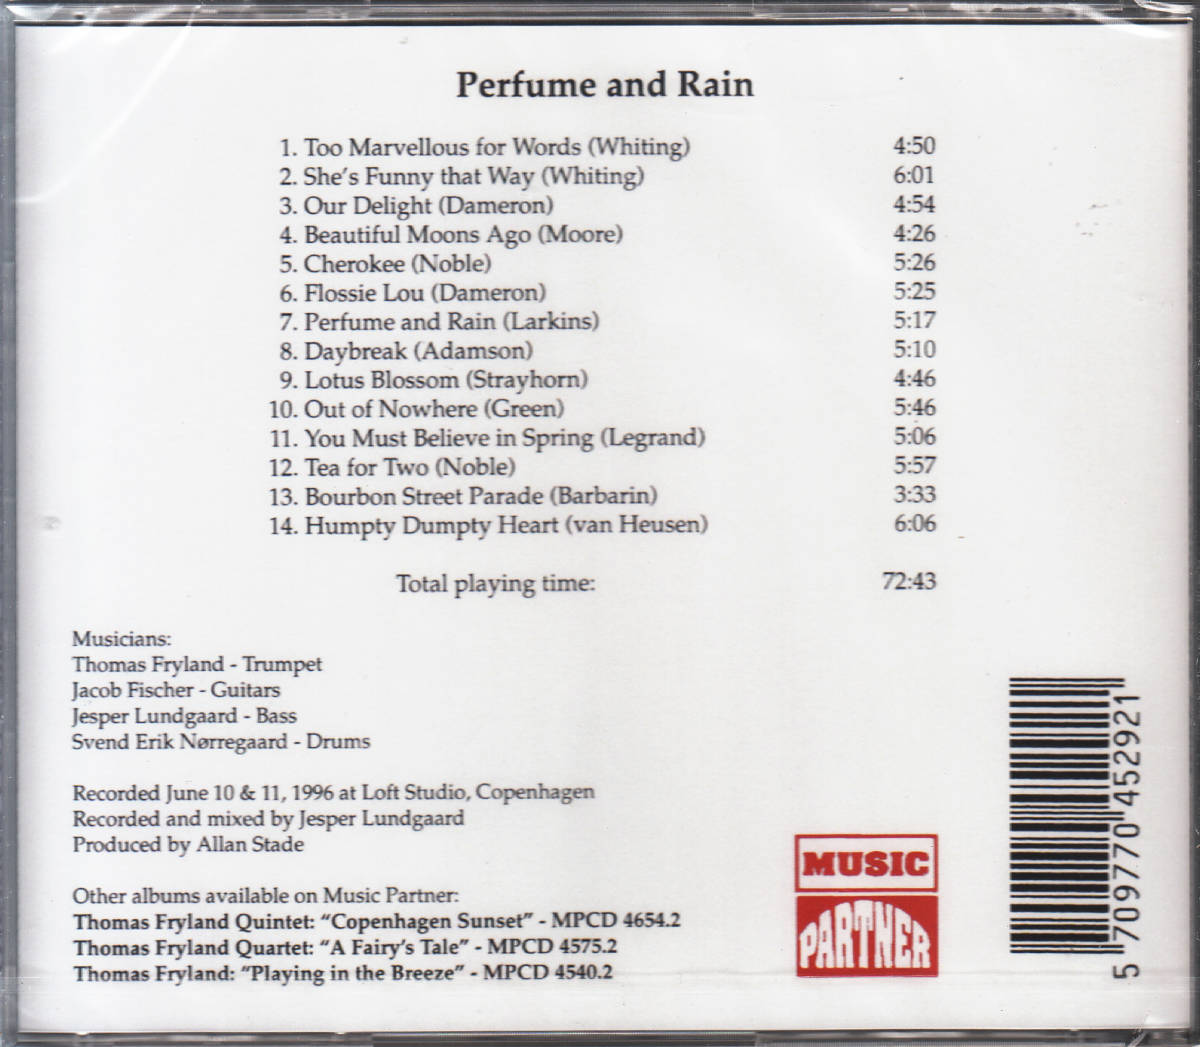 Perfume and Rain
1. Too Marvellous for Words (Whiting) 4:50
2. She's Funny that Way (Whiting) 6:01
3. Our Delight (Dameron) 4:54
4. Beautiful Moons Ago (Moore) 4:26
5. Cherokee (Noble) 5:26
6. Flossie Lou (Dameron) 5:25
7. Perfume and Rain (Larkins) 5:17
8. Daybreak (Adamson) 5:10
9. Lotus Blossom (Strayhorn) 4:46
10. Out of Nowhere (Green) 5:46
11. You Must Believe in Spring (Legrand) 5:06
12. Tea for Two (Noble) 5:57
13. Bourbon Street Parade (Barbarin) 3:33
14. Humpty Dumpty Heart (van Heusen) 6:06
Total playing time: 72:43
Musicians:
Thomas Fryland - Trumpet
Jacob Fischer - Guitars
Jesper Lundgaard - Bass
Svend Erik Nørregaard - Drums
Recorded June 10 & 11, 1996 at Loft Studio, Copenhagen
Recorded and mixed by Jesper Lundgaard
Produced by Allan Stade
Other albums available on Music Partner:
Thomas Fryland Quintet: "Copenhagen Sunset" - MPCD 4654.2
Thomas Fryland Quartet: "A Fairy's Tale" - MPCD 4575.2
Thomas Fryland: "Playing in the Breeze" - MPCD 4540.2
MUSIC
PARTNER
5 709770 452921